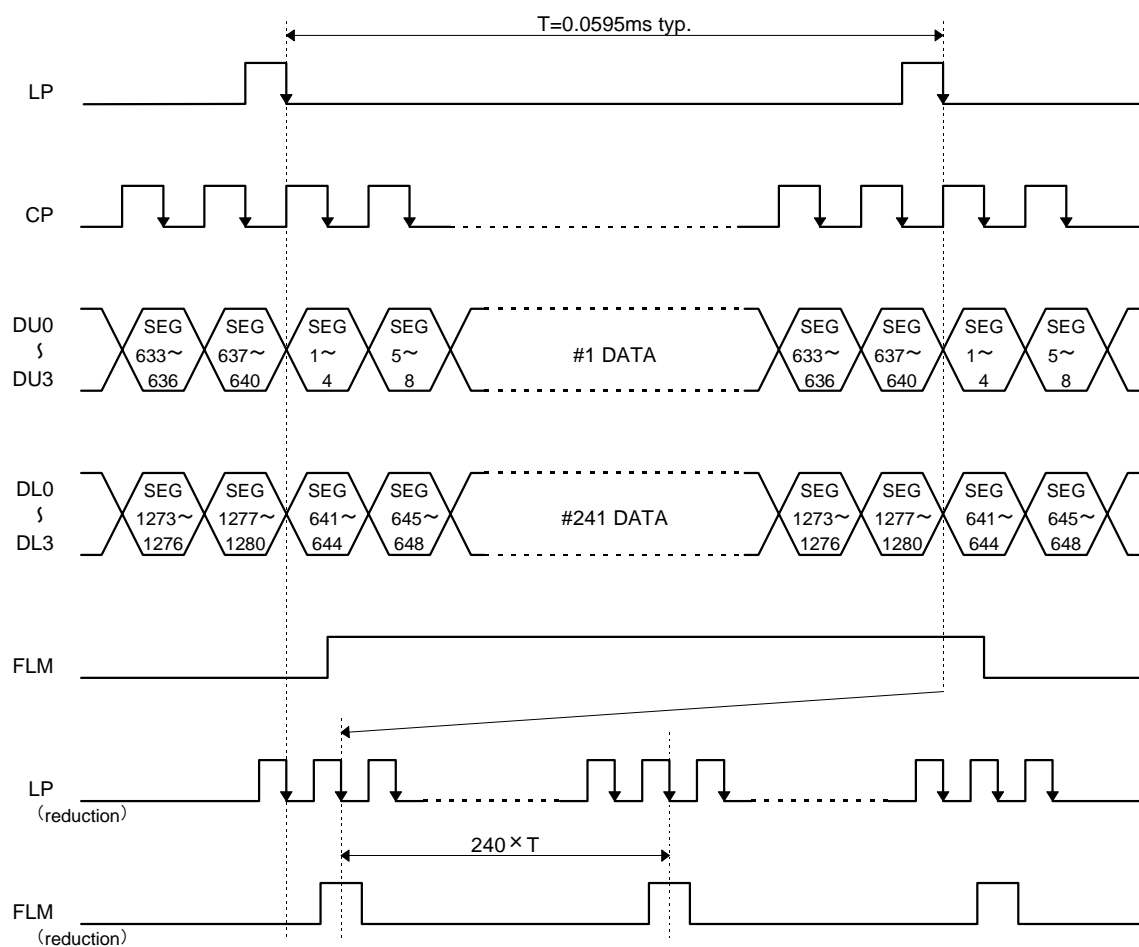 T=0.0595ms typ.
LP
CP
DU0
~
DU3
SEG
633~
636
SEG
637~
640
SEG
1~
4
SEG
5~
8
#1 DATA
SEG
633~
636
SEG
637~
640
SEG
1~
4
SEG
5~
8
DL0
~
DL3
SEG
1273~
1276
SEG
1277~
1280
SEG
641~
644
SEG
645~
648
#241 DATA
SEG
1273~
1276
SEG
1277~
1280
SEG
641~
644
SEG
645~
648
FLM
LP
(reduction)
240×T
FLM
(reduction)